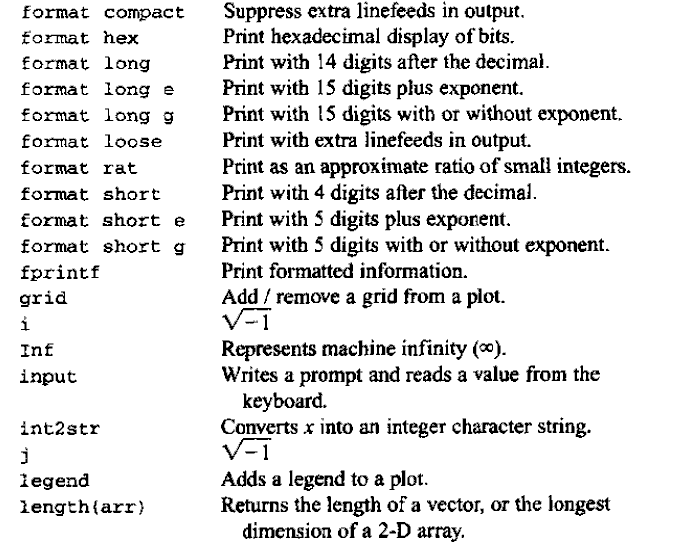 format compact Suppress extra linefeeds in output.
format hex Print hexadecimal display of bits.
format long Print with 14 digits after the decimal.
format long e Print with 15 digits plus exponent.
format long g Print with 15 digits with or without exponent.
format loose Print with extra linefeeds in output.
format rat Print as an approximate ratio of small integers.
format short Print with 4 digits after the decimal.
format short e Print with 5 digits plus exponent.
format short g Print with 5 digits with or without exponent.
fprintf Print formatted information.
grid Add / remove a grid from a plot.
i √−1
Inf Represents machine infinity (∞).
input Writes a prompt and reads a value from the
keyboard.
int2str Converts x into an integer character string.
j √−1
legend Adds a legend to a plot.
length(arr) Returns the length of a vector, or the longest
dimension of a 2-D array.